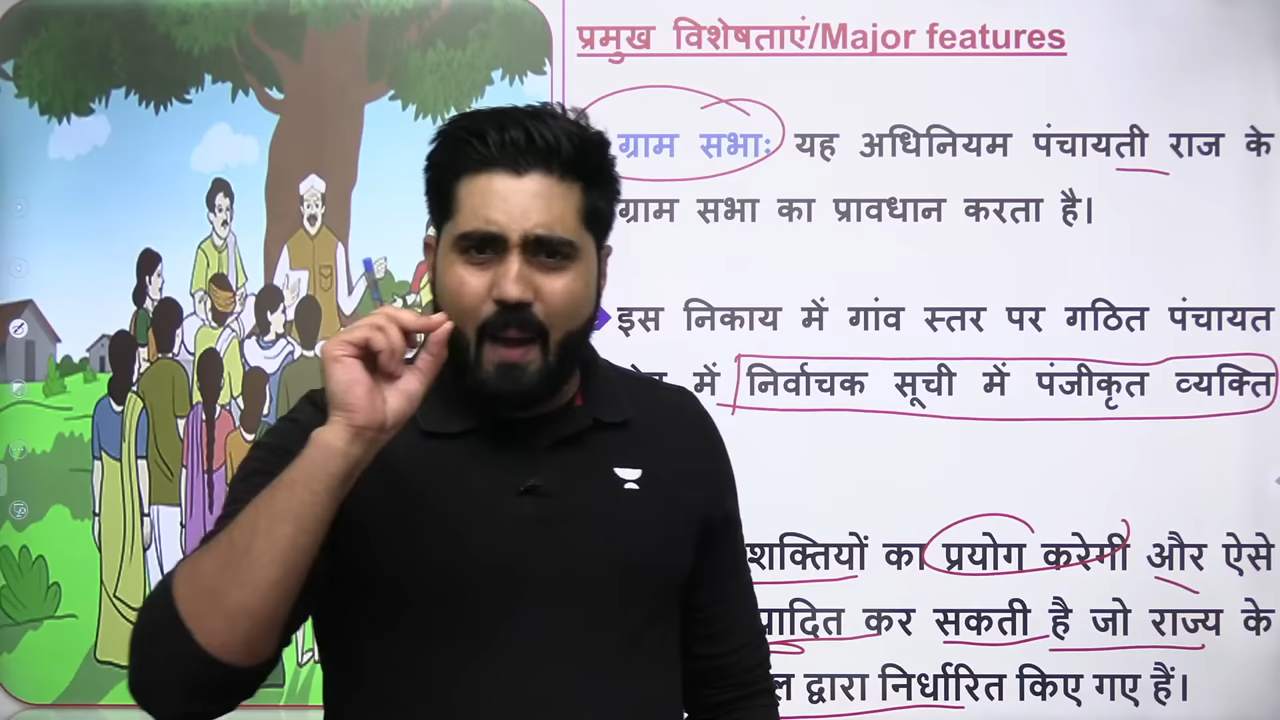 प्रमुख विशेषताएं/Major features
ग्राम सभाः यह अधिनियम पंचायती राज के
ग्राम सभा का प्रावधान करता है।
इस निकाय में गांव स्तर पर गठित पंचायत
में निर्वाचक सूची में पंजीकृत व्यक्ति
शक्तियों का प्रयोग करेगी और ऐसे
कर सकती है जो राज्य के
द्वारा निर्धारित किए गए हैं।